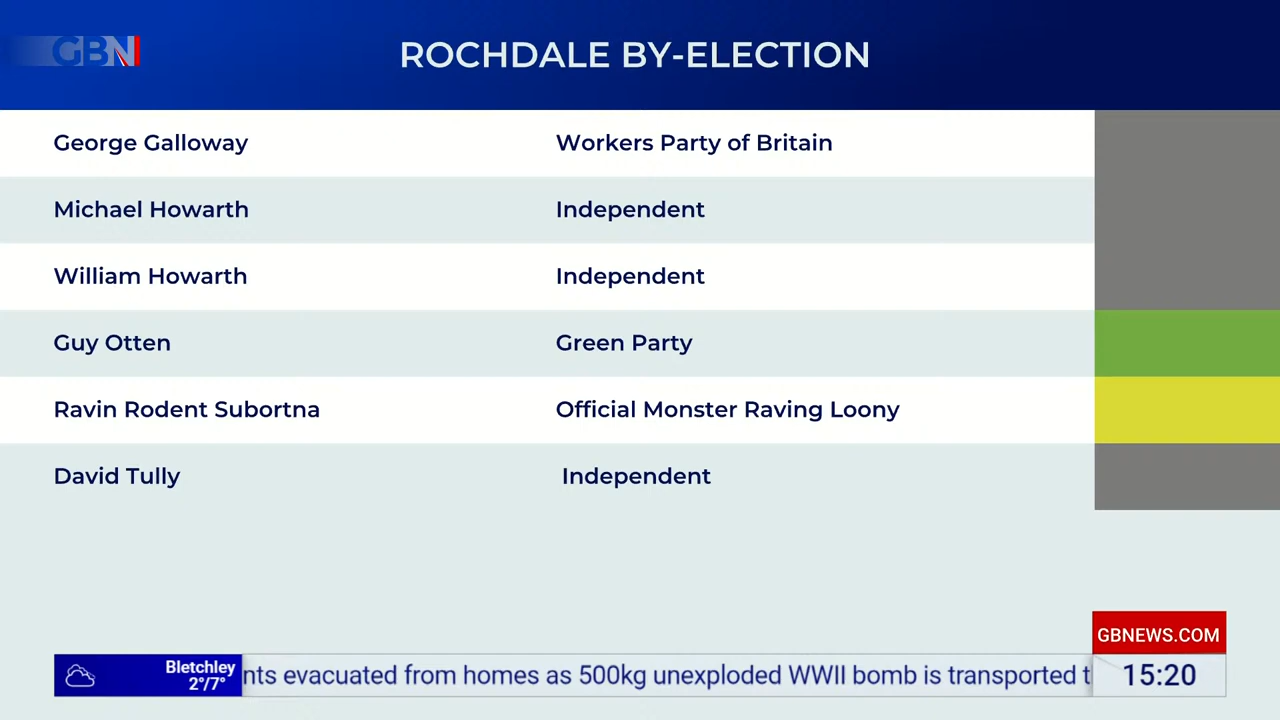 GBN
ROCHDALE BY-ELECTION
George Galloway Workers Party of Britain
Michael Howarth Independent
William Howarth Independent
Guy Otten Green Party
Ravin Rodent Subortna Official Monster Raving Loony
David Tully Independent
GBNEWS.COM
Bletchley
2°/7°
nts evacuated from homes as 500kg unexploded WWII bomb is transported t
15:20